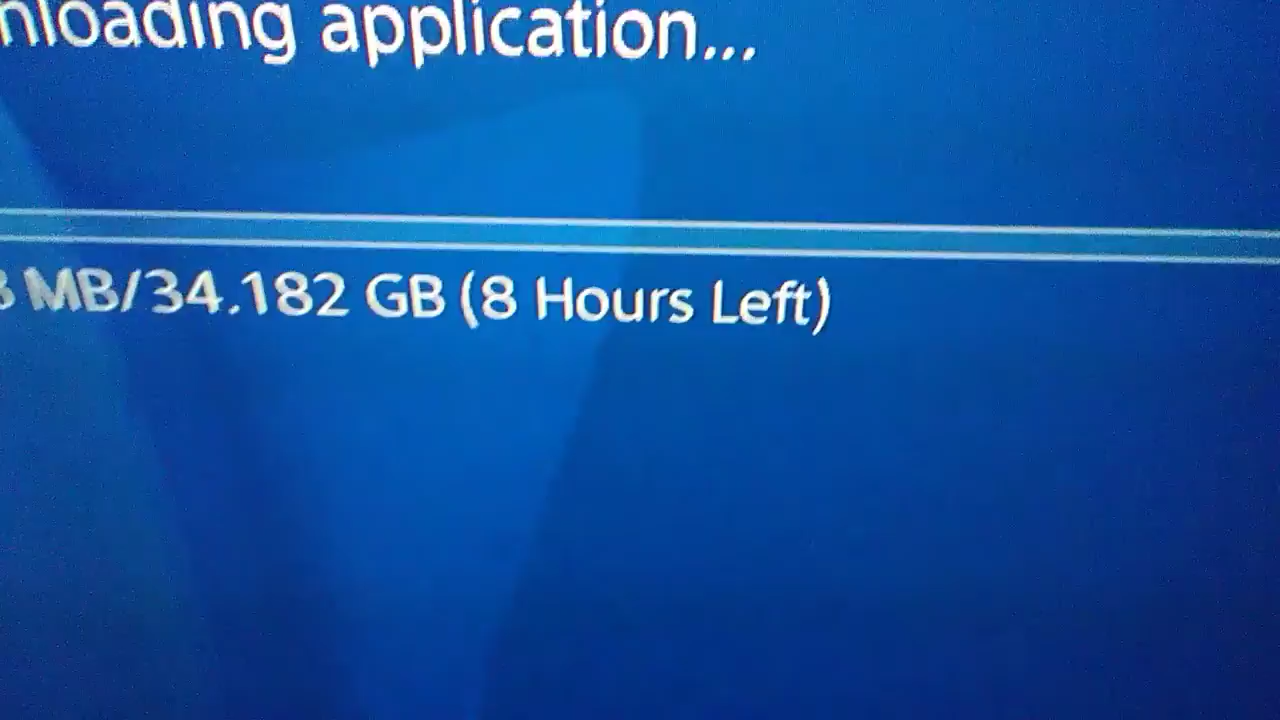 nloading application...
MB/34.182 GB (8 Hours Left)